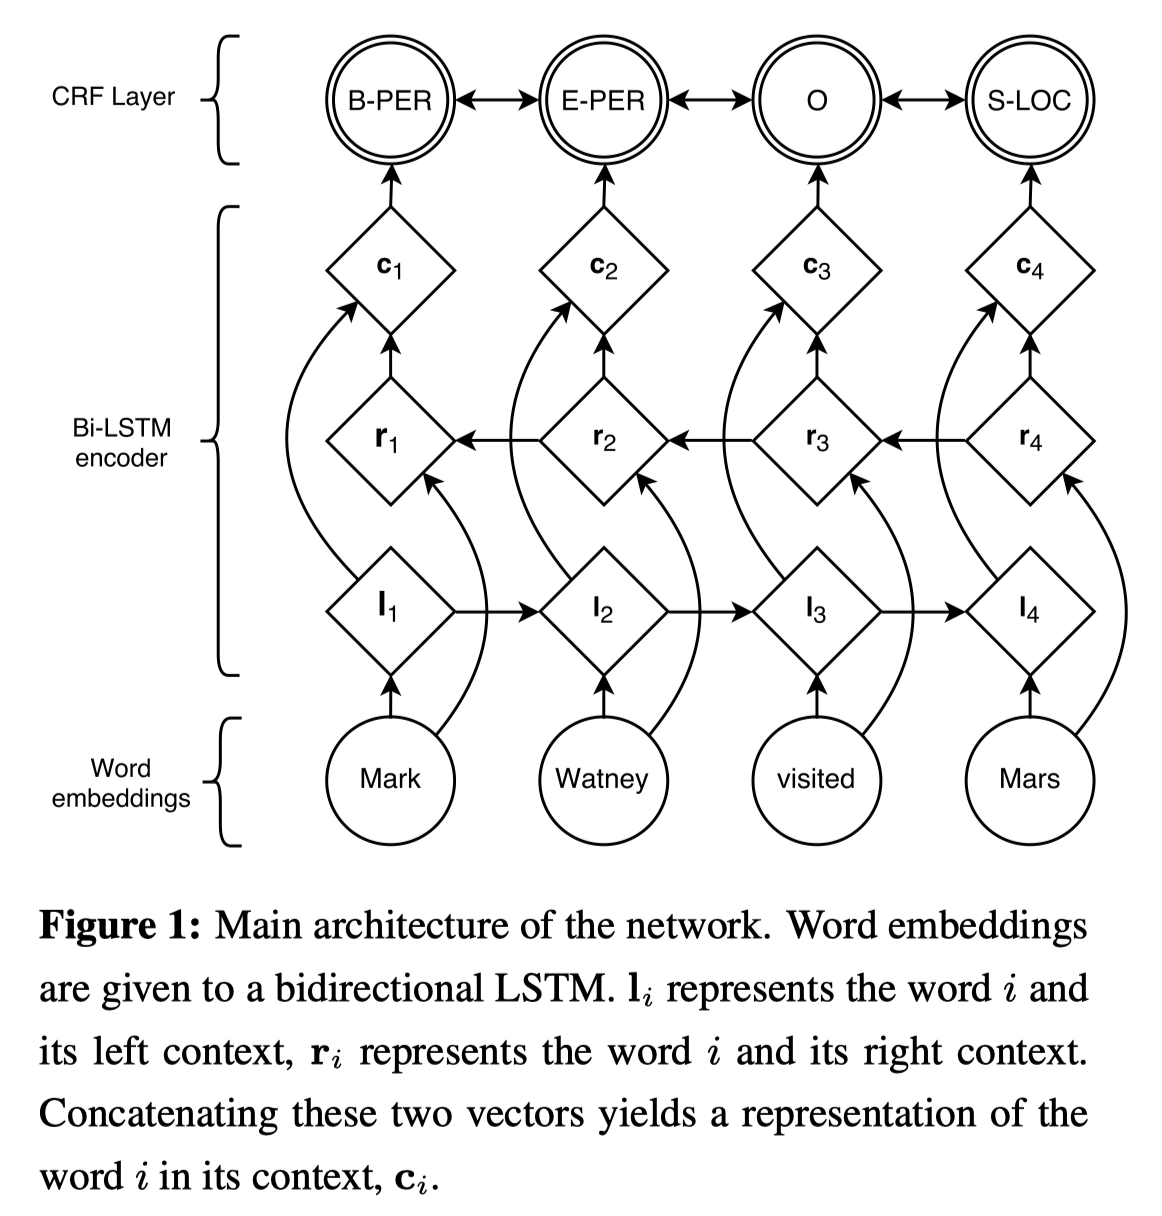 CRF Layer
B-PER E-PER O S-LOC
c1 c2 c3 c4
Bi-LSTM
encoder
r1 r2 r3 r4
l1 l2 l3 l4
Word
embeddings
Mark Watney visited Mars
Figure 1: Main architecture of the network. Word embeddings
are given to a bidirectional LSTM. li represents the word i and
its left context, ri represents the word i and its right context.
Concatenating these two vectors yields a representation of the
word i in its context, ci.